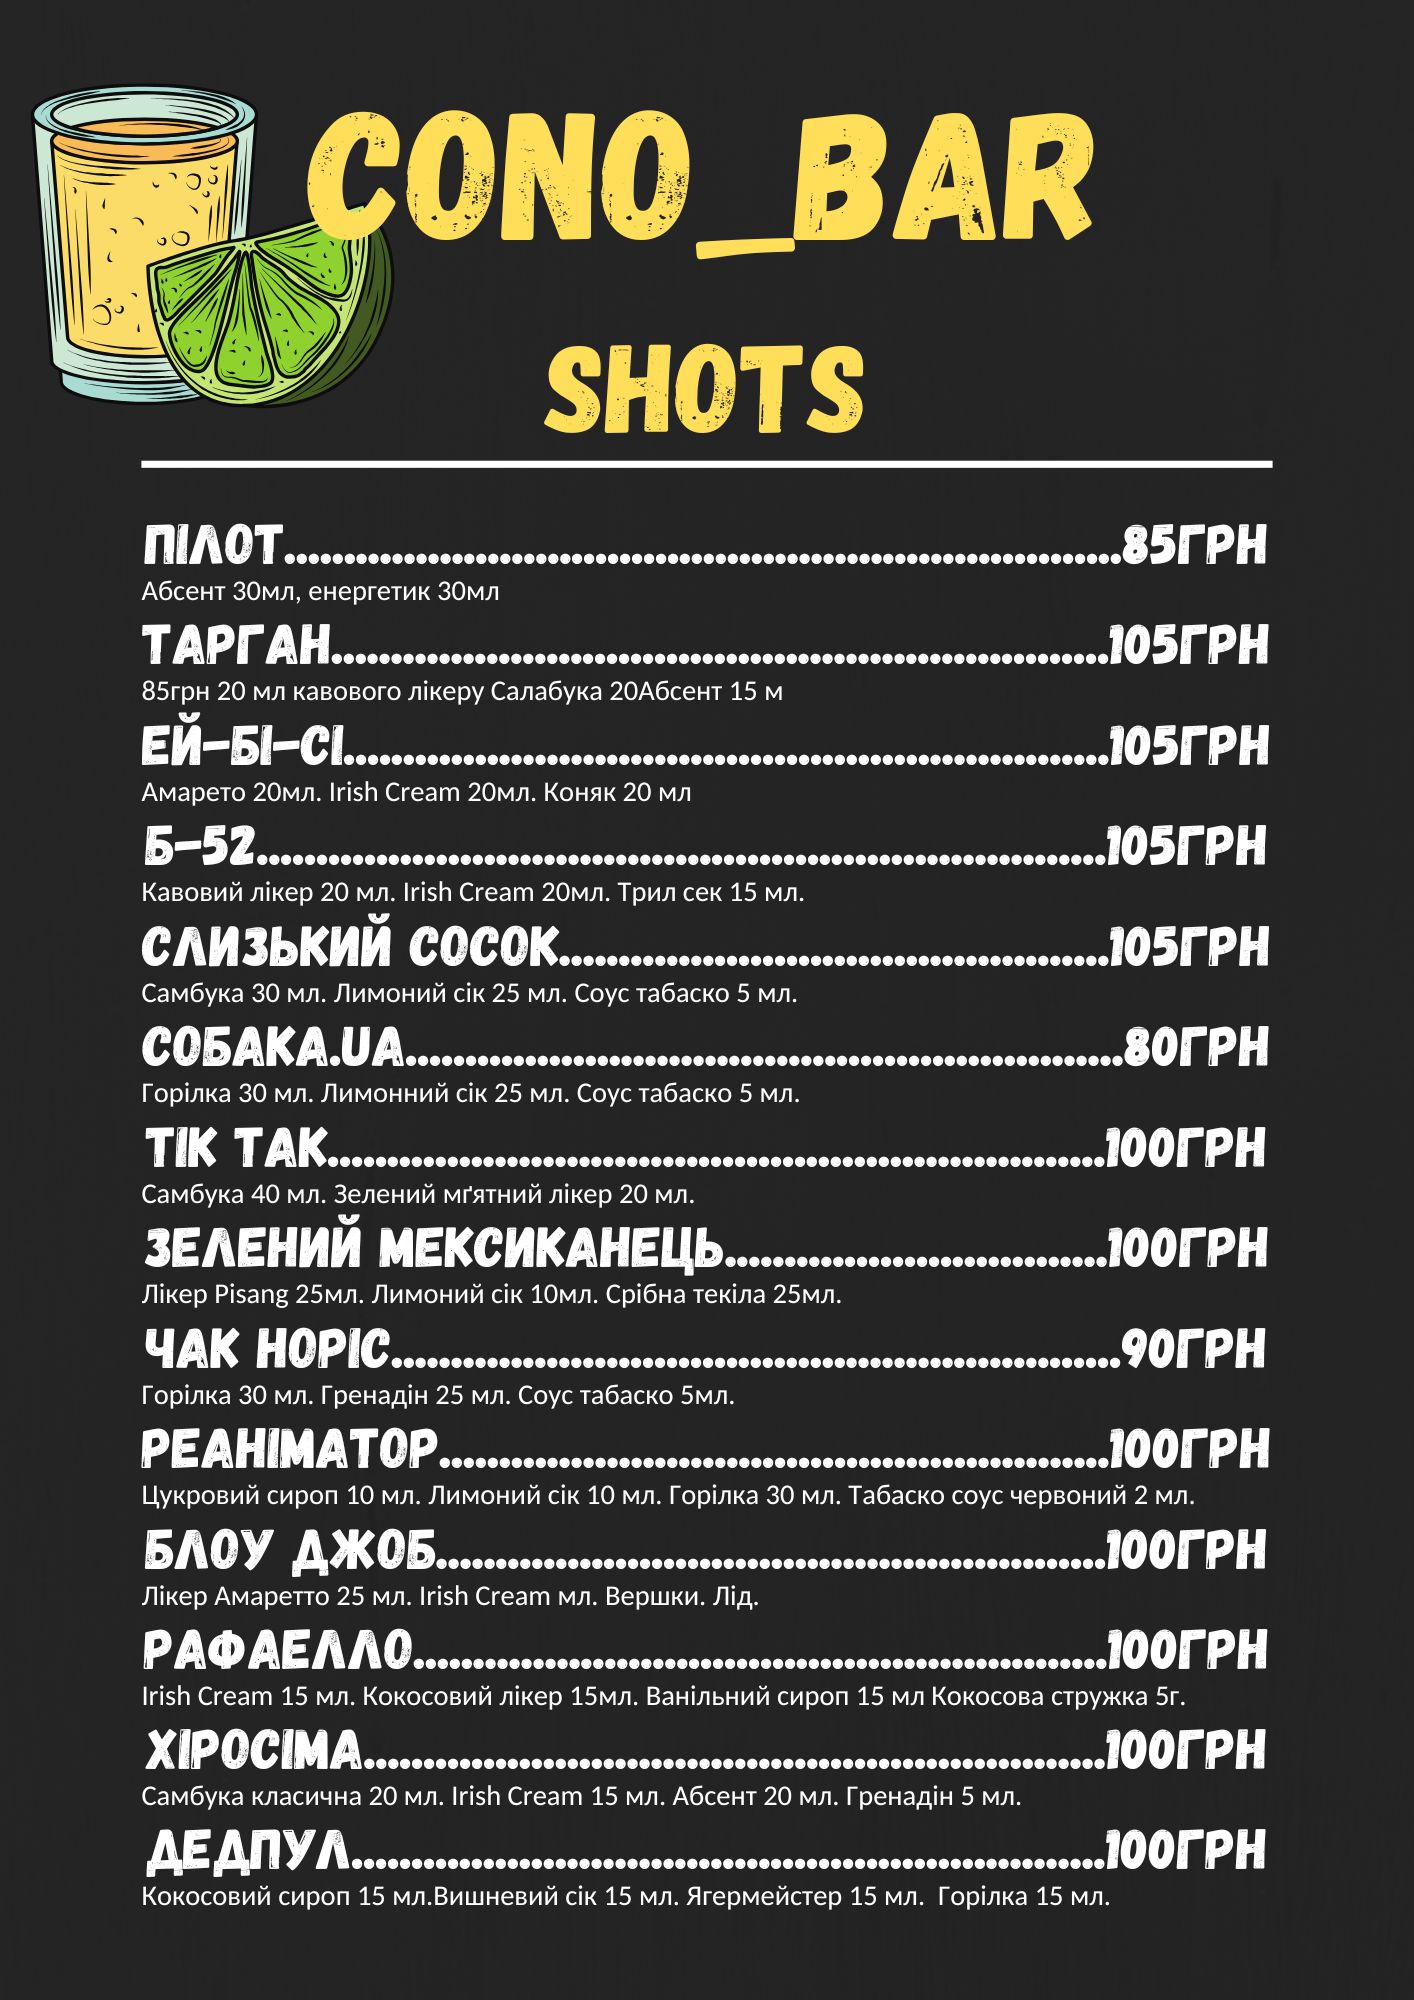 CONO_BAR
SHOTS
ПІЛОТ......................................................................85ГРН
Абсент 30мл, енергетик 30мл
ТАРГАН.................................................................105ГРН
85грн 20 мл кавового лікеру Салабука 20Абсент 15 м
ЕЙ-БІ-СІ................................................................105ГРН
Амарето 20мл. Irish Cream 20мл. Коняк 20 мл
Б-52.......................................................................105ГРН
Кавовий лікер 20 мл. Irish Cream 20мл. Трил сек 15 мл.
СЛИЗЬКИЙ СОСОК..............................................105ГРН
Самбука 30 мл. Лимоний сік 25 мл. Соус табаско 5 мл.
СОБАКА.UA............................................................80ГРН
Горілка 30 мл. Лимонний сік 25 мл. Соус табаско 5 мл.
ТІК ТАК.................................................................100ГРН
Самбука 40 мл. Зелений мґятний лікер 20 мл.
ЗЕЛЕНИЙ МЕКСИКАНЕЦЬ................................100ГРН
Лікер Pisang 25мл. Лимоний сік 10мл. Срібна текіла 25мл.
ЧАК НОРІС.............................................................90ГРН
Горілка 30 мл. Гренадін 25 мл. Соус табаско 5мл.
РЕАНІМАТОР........................................................100ГРН
Цукровий сироп 10 мл. Лимоний сік 10 мл. Горілка 30 мл. Табаско соус червоний 2 мл.
БЛОУ ДЖОБ........................................................100ГРН
Лікер Амаретто 25 мл. Irish Cream мл. Вершки. Лід.
РАФАЕЛЛО..........................................................100ГРН
Irish Cream 15 мл. Кокосовий лікер 15мл. Ванільний сироп 15 мл Кокосова стружка 5г.
ХІРОСІМА..............................................................100ГРН
Самбука класична 20 мл. Irish Cream 15 мл. Абсент 20 мл. Гренадін 5 мл.
ДЕДПУЛ...............................................................100ГРН
Кокосовий сироп 15 мл.Вишневий сік 15 мл. Ягермейстер 15 мл.  Горілка 15 мл.